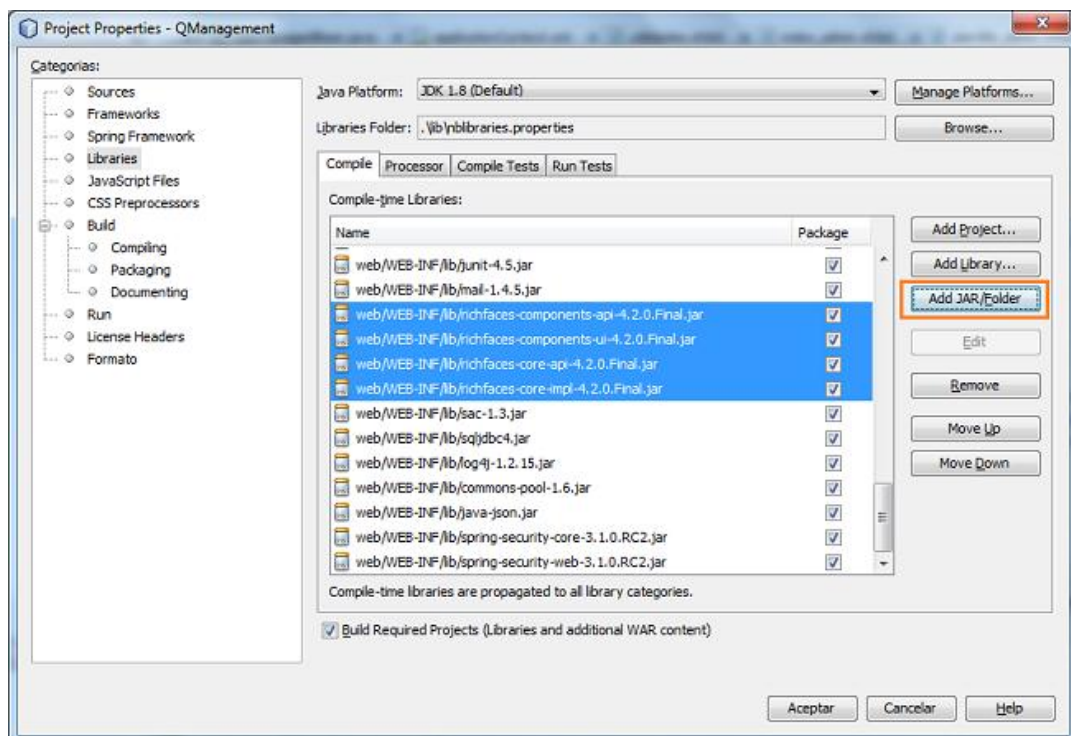 Project Properties - QManagement
Categorias:
Sources
Frameworks
Spring Framework
Libraries
JavaScript Files
CSS Preprocessors
Build
Compiling
Packaging
Documenting
Run
License Headers
Formato
Java Platform: JDK 1.8 (Default) Manage Platforms...
Libraries Folder: .\lib\nblibraries.properties Browse...
Compile Processor Compile Tests Run Tests
Compile-time Libraries:
Name Package
web/WEB-INF/lib/junit-4.5.jar
web/WEB-INF/lib/mail-1.4.5.jar
web/WEB-INF/lib/richfaces-components-api-4.2.0.Final.jar
web/WEB-INF/lib/richfaces-components-ui-4.2.0.Final.jar
web/WEB-INF/lib/richfaces-core-api-4.2.0.Final.jar
web/WEB-INF/lib/richfaces-core-impl-4.2.0.Final.jar
web/WEB-INF/lib/sac-1.3.jar
web/WEB-INF/lib/sqljdbc4.jar
web/WEB-INF/lib/log4j-1.2.15.jar
web/WEB-INF/lib/commons-pool-1.6.jar
web/WEB-INF/lib/java-json.jar
web/WEB-INF/lib/spring-security-core-3.1.0.RC2.jar
web/WEB-INF/lib/spring-security-web-3.1.0.RC2.jar
Add Project...
Add Library...
Add JAR/Folder
Edit
Remove
Move Up
Move Down
Compile-time libraries are propagated to all library categories.
Build Required Projects (Libraries and additional WAR content)
Aceptar Cancelar Help